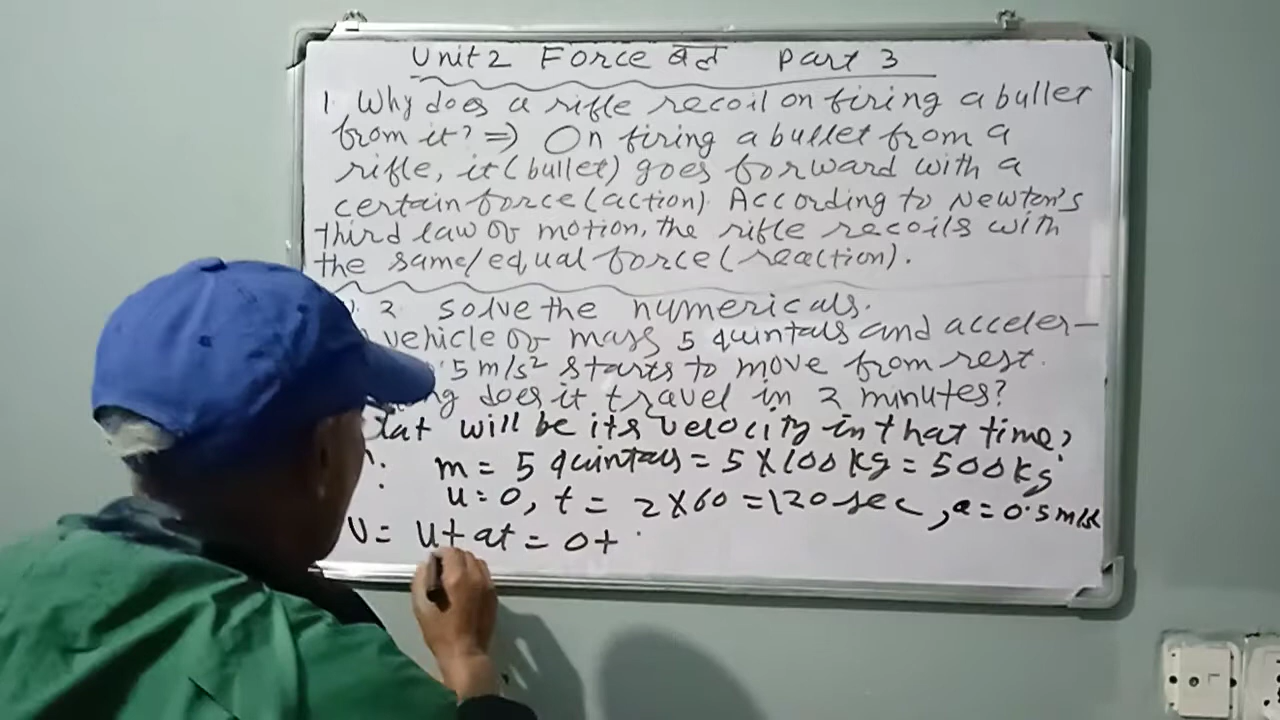 Unit 2 Force बल Part 3
1. Why does a rifle recoil on firing a bullet
from it? => On firing a bullet from a
rifle, it (bullet) goes forward with a
certain force (action). According to Newton's
third law of motion, the rifle recoils with
the same/equal force (reaction).
2 Solve the numericals.
vehicle of mass 5 quintals and acceler-
5 m/s² starts to move from rest.
does it travel in 2 minutes?
will be its velocity in that time?
m = 5 quintals = 5 X 100 kg = 500 kg
u = 0, t = 2 X 60 = 120 sec, a = 0.5 m/s
V = u + at = 0 +